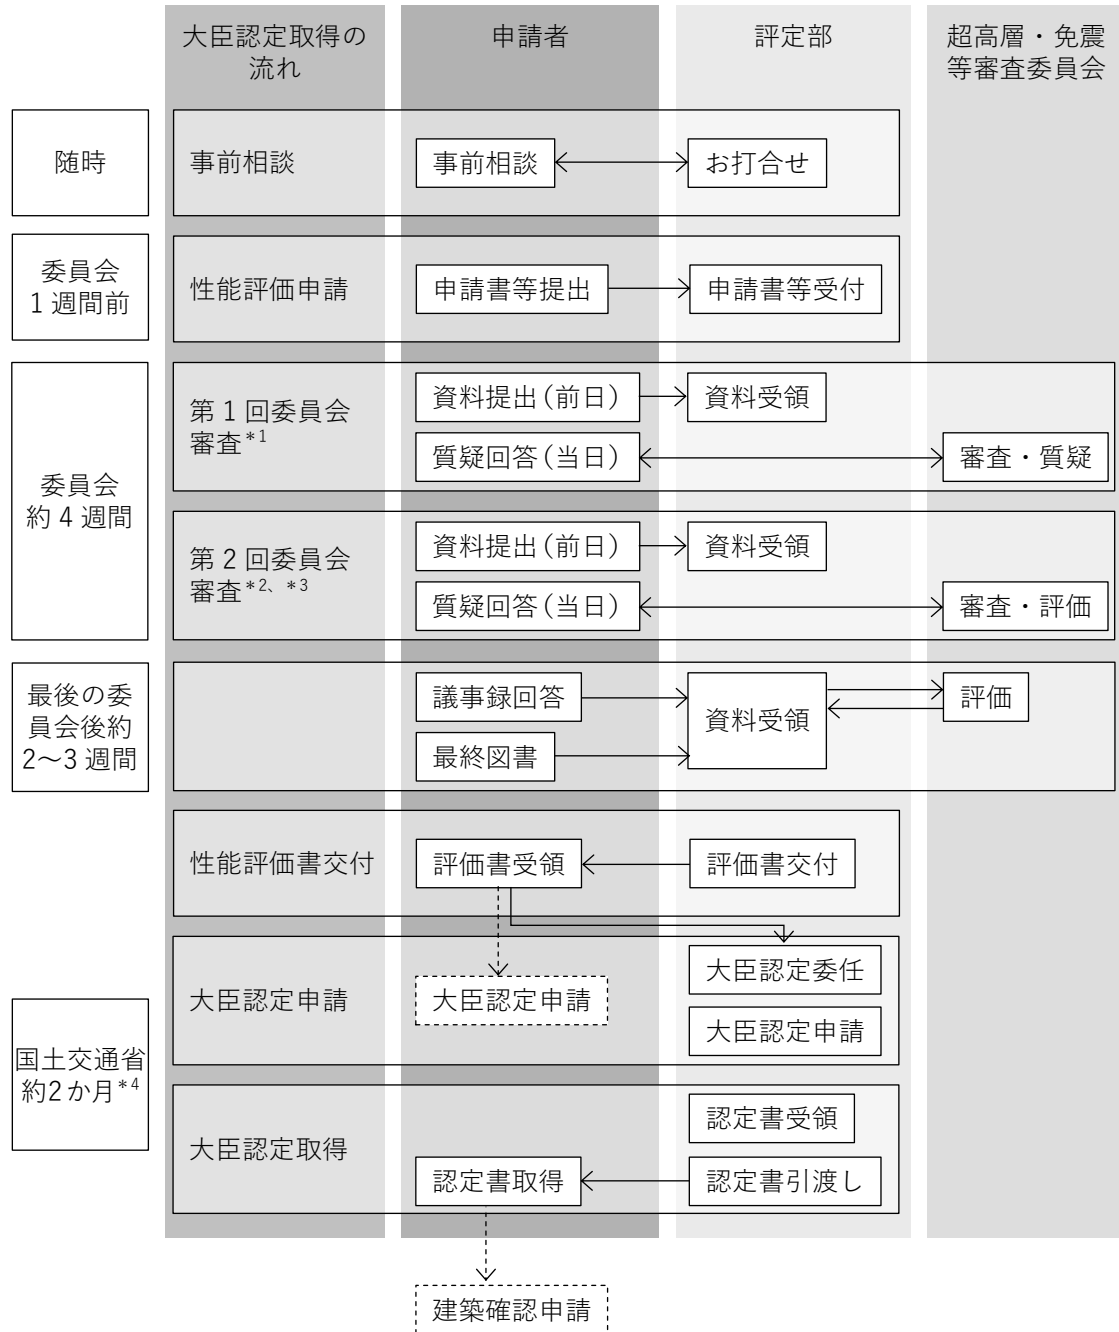 大臣認定取得の
流れ
申請者
評定部
超高層・免震
等審査委員会
随時
事前相談
事前相談
お打合せ
委員会
1週間前
性能評価申請
申請書等提出
申請書等受付
委員会
約4週間
第1回委員会
審査*1
資料提出(前日)
資料受領
質疑回答(当日)
審査・質疑
第2回委員会
審査*2、*3
資料提出(前日)
資料受領
質疑回答(当日)
審査・評価
最後の委
員会後約
2〜3週間
議事録回答
最終図書
資料受領
評価
性能評価書交付
評価書受領
評価書交付
国土交通省
約2か月*4
大臣認定申請
大臣認定申請
大臣認定委任
大臣認定申請
大臣認定取得
認定書受領
認定書取得
認定書引渡し
建築確認申請